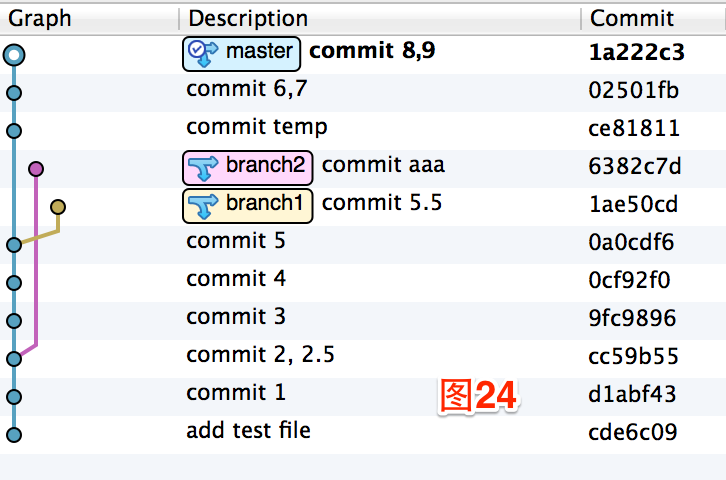 Graph Description Commit
master commit 8,9 1a222c3
commit 6,7 02501fb
commit temp ce81811
branch2 commit aaa 6382c7d
branch1 commit 5.5 1ae50cd
commit 5 0a0cdf6
commit 4 0cf92f0
commit 3 9fc9896
commit 2, 2.5 cc59b55
commit 1 d1abf43
图24
add test file cde6c09